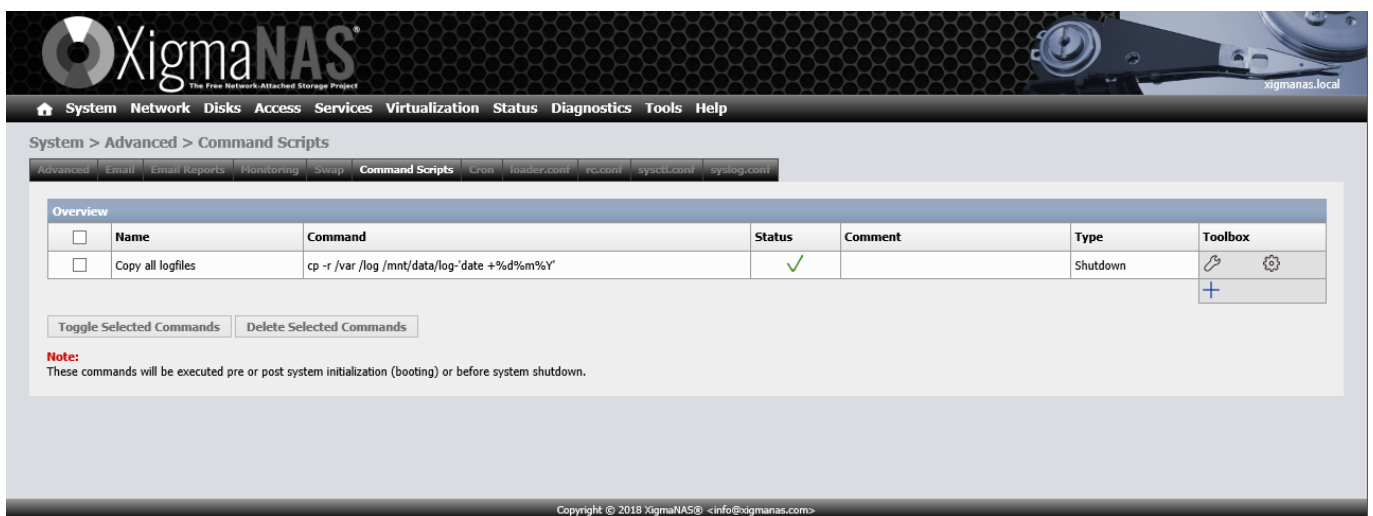 XigmaNAS®
The Free Network-Attached Storage Project
xigmanas.local
System Network Disks Access Services Virtualization Status Diagnostics Tools Help
System > Advanced > Command Scripts
Advanced Email Email Reports Monitoring Swap Command Scripts Cron loader.conf rc.conf sysctl.conf syslog.conf
Overview
Name Command Status Comment Type Toolbox
Copy all logfiles cp -r /var /log /mnt/data/log-'date +%d%m%Y' Shutdown
Toggle Selected Commands Delete Selected Commands
Note:
These commands will be executed pre or post system initialization (booting) or before system shutdown.
Copyright © 2018 XigmaNAS® <info@xigmanas.com>